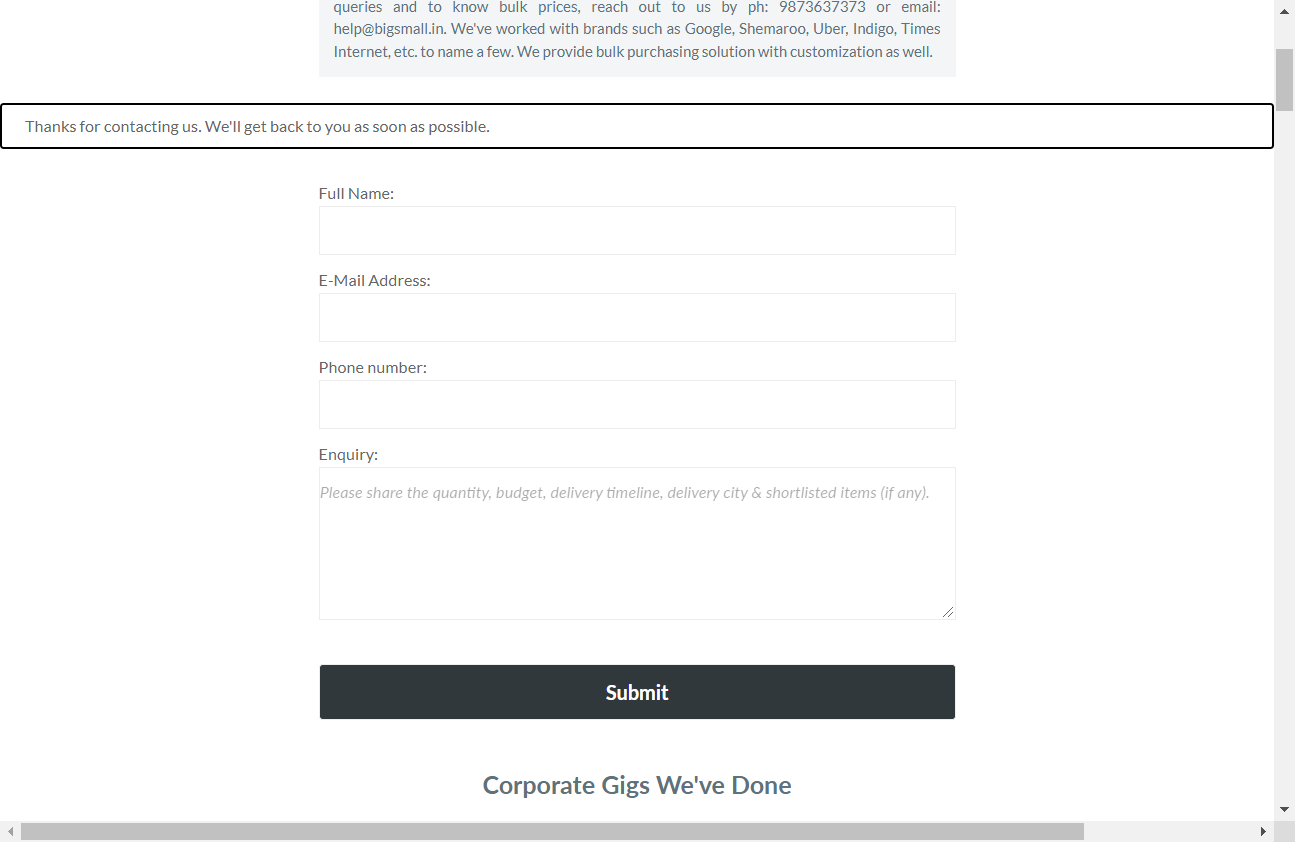 queries and to know bulk prices, reach out to us by ph: 9873637373 or email:
help@bigsmall.in. We've worked with brands such as Google, Shemaroo, Uber, Indigo, Times
Internet, etc. to name a few. We provide bulk purchasing solution with customization as well.
Thanks for contacting us. We'll get back to you as soon as possible.
Full Name:
E-Mail Address:
Phone number:
Enquiry:
Please share the quantity, budget, delivery timeline, delivery city & shortlisted items (if any).
Submit
Corporate Gigs We've Done